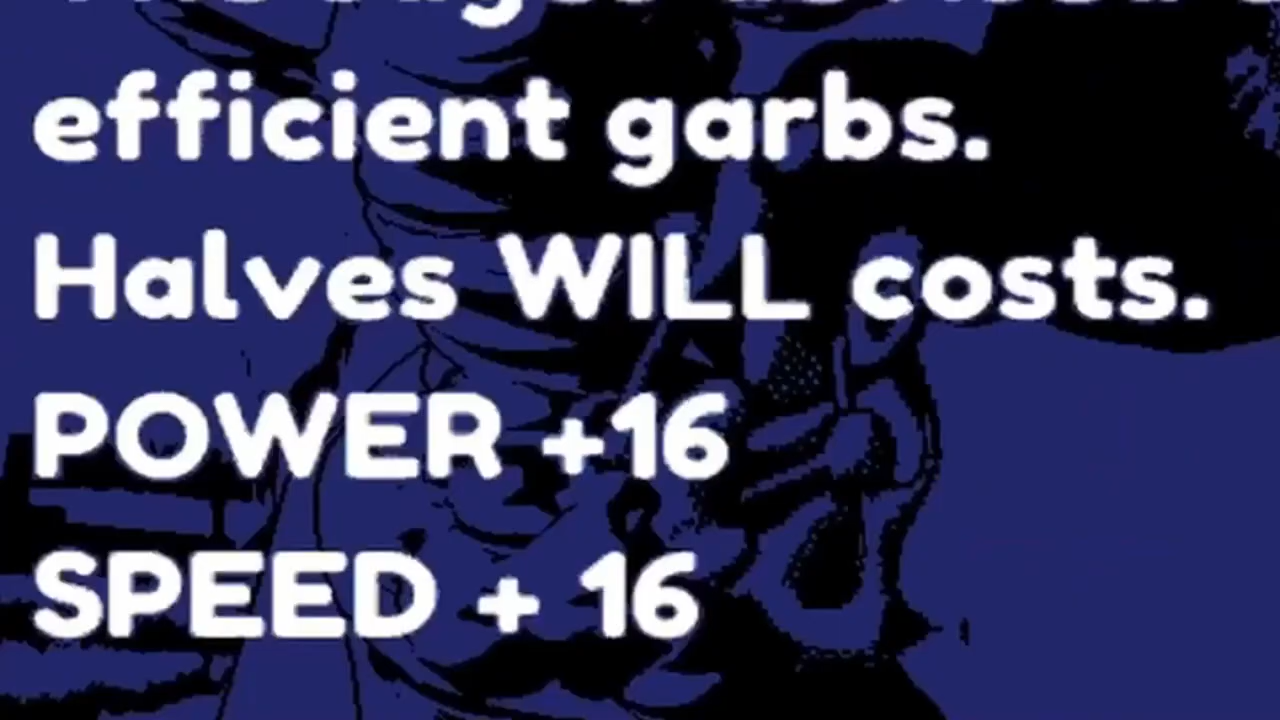 efficient garbs.
Halves WILL costs.
POWER +16
SPEED + 16